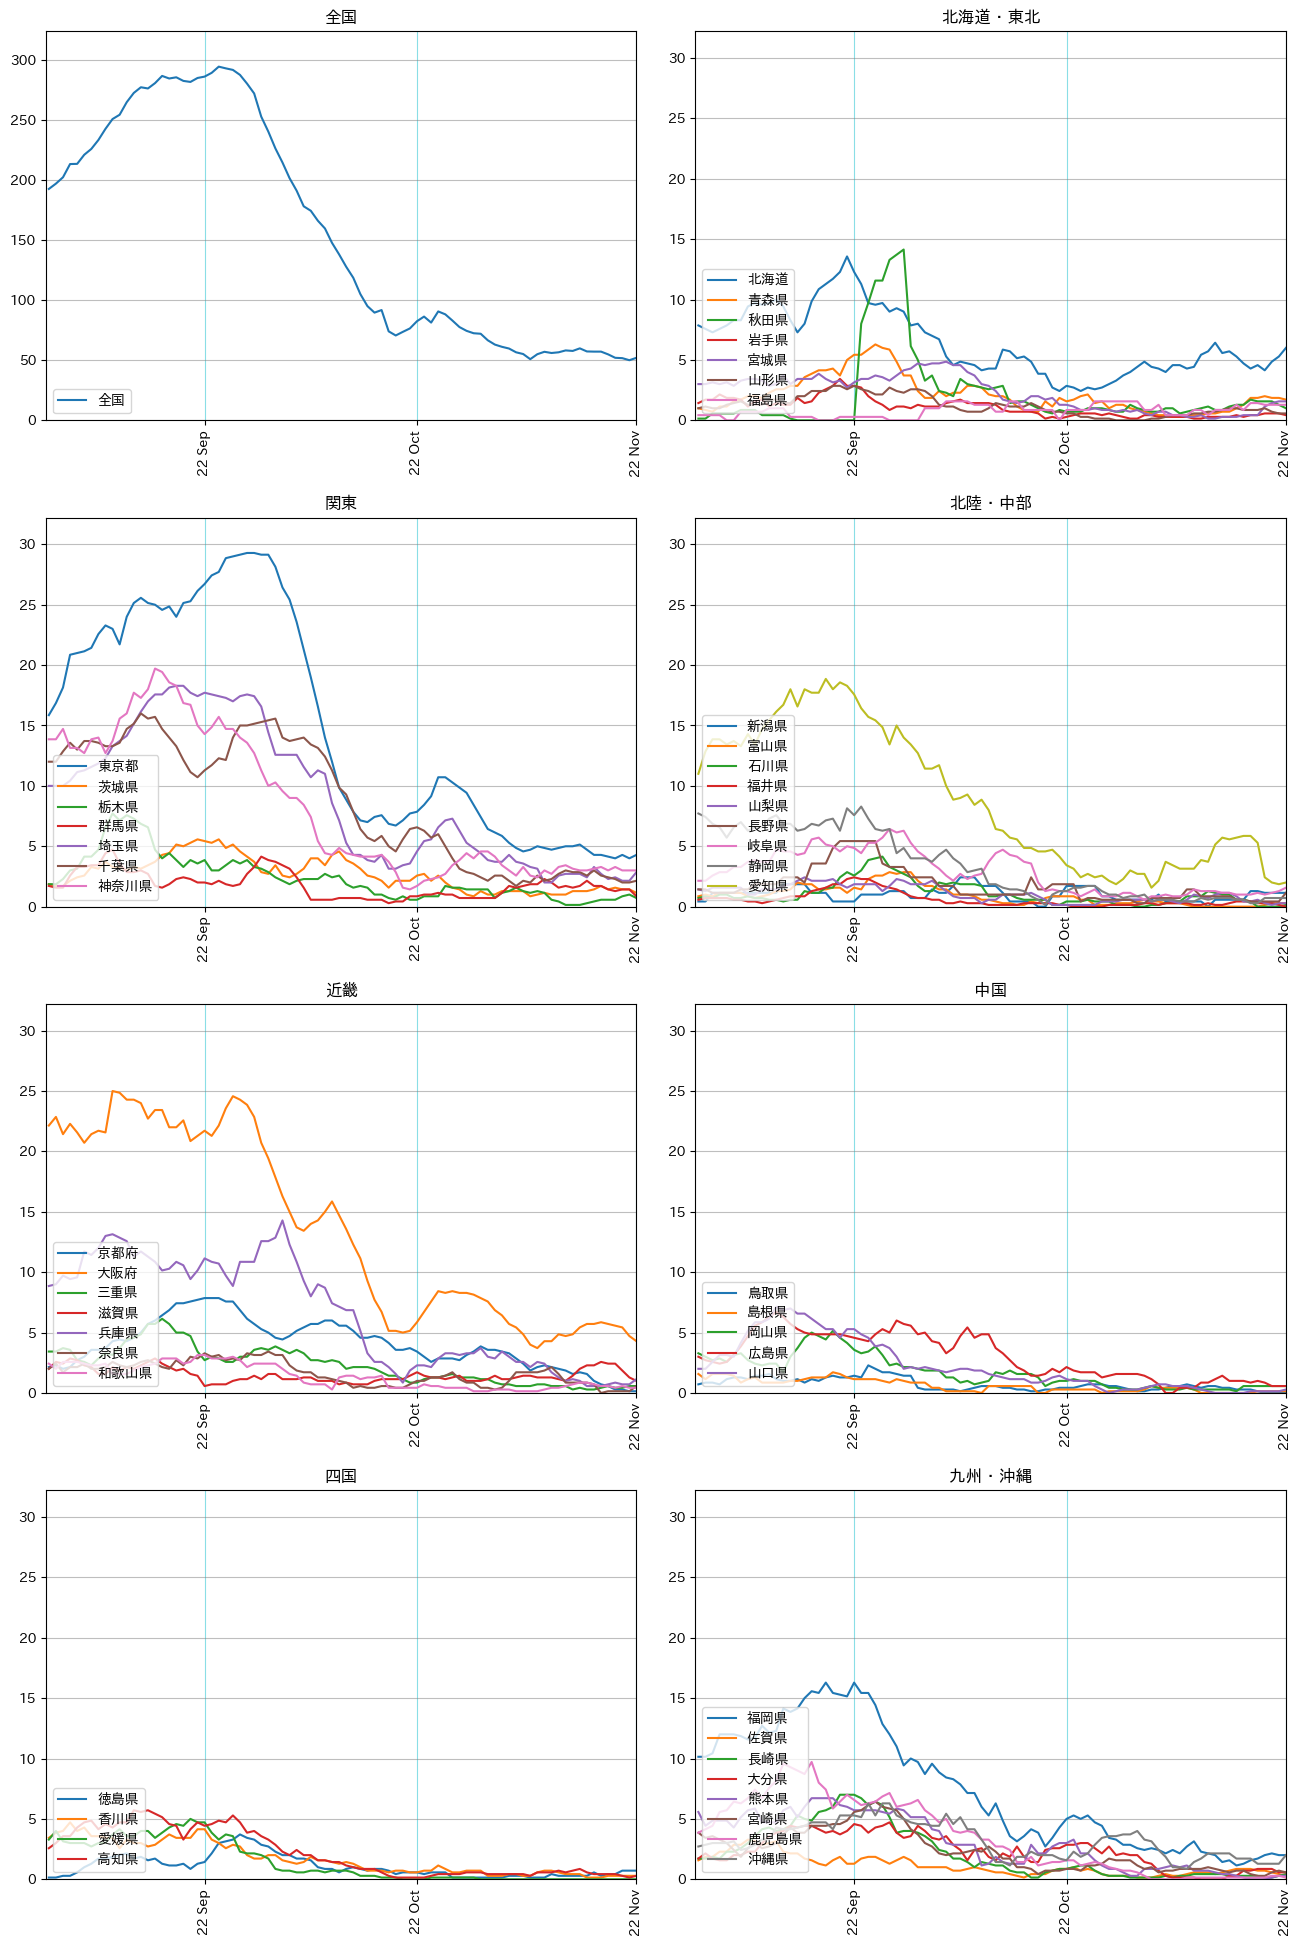 全国
300
250
200
150
100
50
0
全国
22 Sep
22 Oct
22 Nov
北海道・東北
30
25
20
15
10
5
0
北海道
青森県
秋田県
岩手県
宮城県
山形県
福島県
22 Sep
22 Oct
22 Nov
関東
30
25
20
15
10
5
0
東京都
茨城県
栃木県
群馬県
埼玉県
千葉県
神奈川県
22 Sep
22 Oct
22 Nov
北陸・中部
30
25
20
15
10
5
0
新潟県
富山県
石川県
福井県
山梨県
長野県
岐阜県
静岡県
愛知県
22 Sep
22 Oct
22 Nov
近畿
30
25
20
15
10
5
0
京都府
大阪府
三重県
滋賀県
兵庫県
奈良県
和歌山県
22 Sep
22 Oct
22 Nov
中国
30
25
20
15
10
5
0
鳥取県
島根県
岡山県
広島県
山口県
22 Sep
22 Oct
22 Nov
四国
30
25
20
15
10
5
0
徳島県
香川県
愛媛県
高知県
22 Sep
22 Oct
22 Nov
九州・沖縄
30
25
20
15
10
5
0
福岡県
佐賀県
長崎県
大分県
熊本県
宮崎県
鹿児島県
沖縄県
22 Sep
22 Oct
22 Nov